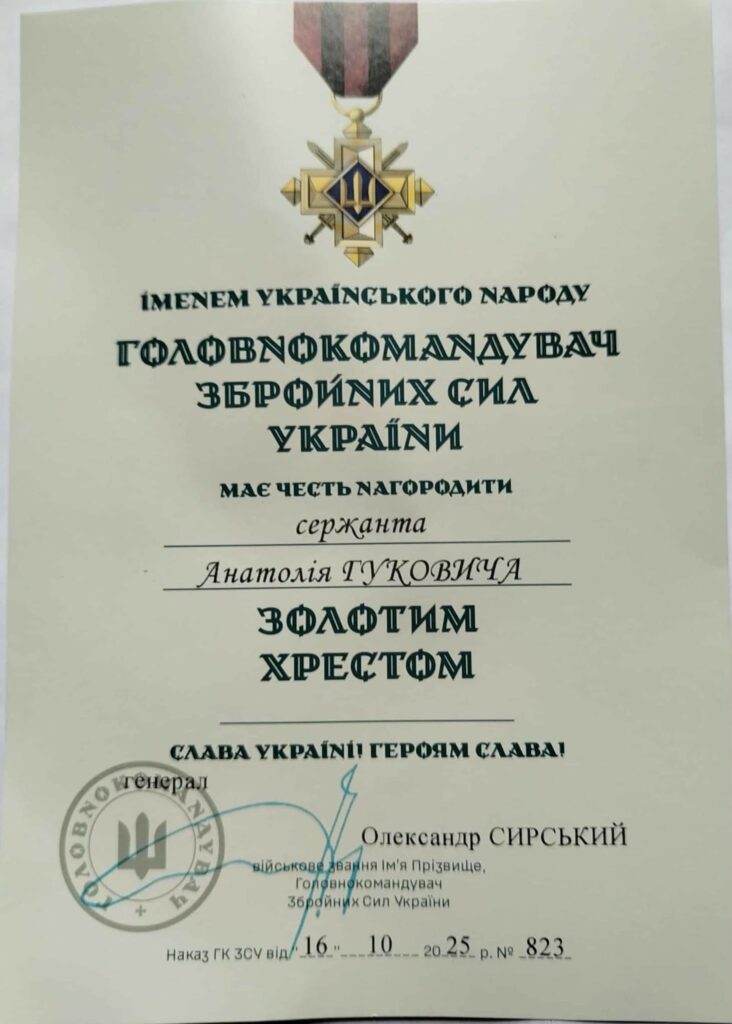 ІМЕНЕМ УКРАЇНСЬКОГО НАРОДУ
ГОЛОВНОКОМАНДУВАЧ
ЗБРОЙНИХ СИЛ
УКРАЇНИ
МАЄ ЧЕСТЬ НАГОРОДИТИ
сержанта
Анатолія ГУКОВИЧА
ЗОЛОТИМ
ХРЕСТОМ
СЛАВА УКРАЇНІ! ГЕРОЯМ СЛАВА!
генерал
ГОЛОВНОКОМАНДУВАЧ
Олександр СИРСЬКИЙ
військове звання Ім'я Прізвище,
Головнокомандувач
Збройних Сил України
Наказ ГК ЗСУ від "16" 10 2025 р. № 823